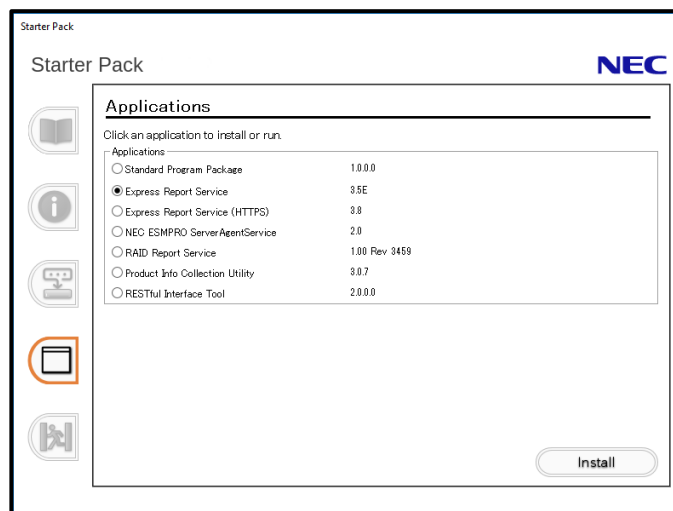 Starter Pack
Starter Pack
NEC
Applications
Click an application to install or run.
Applications
Standard Program Package 1.0.0.0
Express Report Service 3.5E
Express Report Service (HTTPS) 3.8
NEC ESMPRO ServerAgentService 2.0
RAID Report Service 1.00 Rev 3459
Product Info Collection Utility 3.0.7
RESTful Interface Tool 2.0.0.0
Install